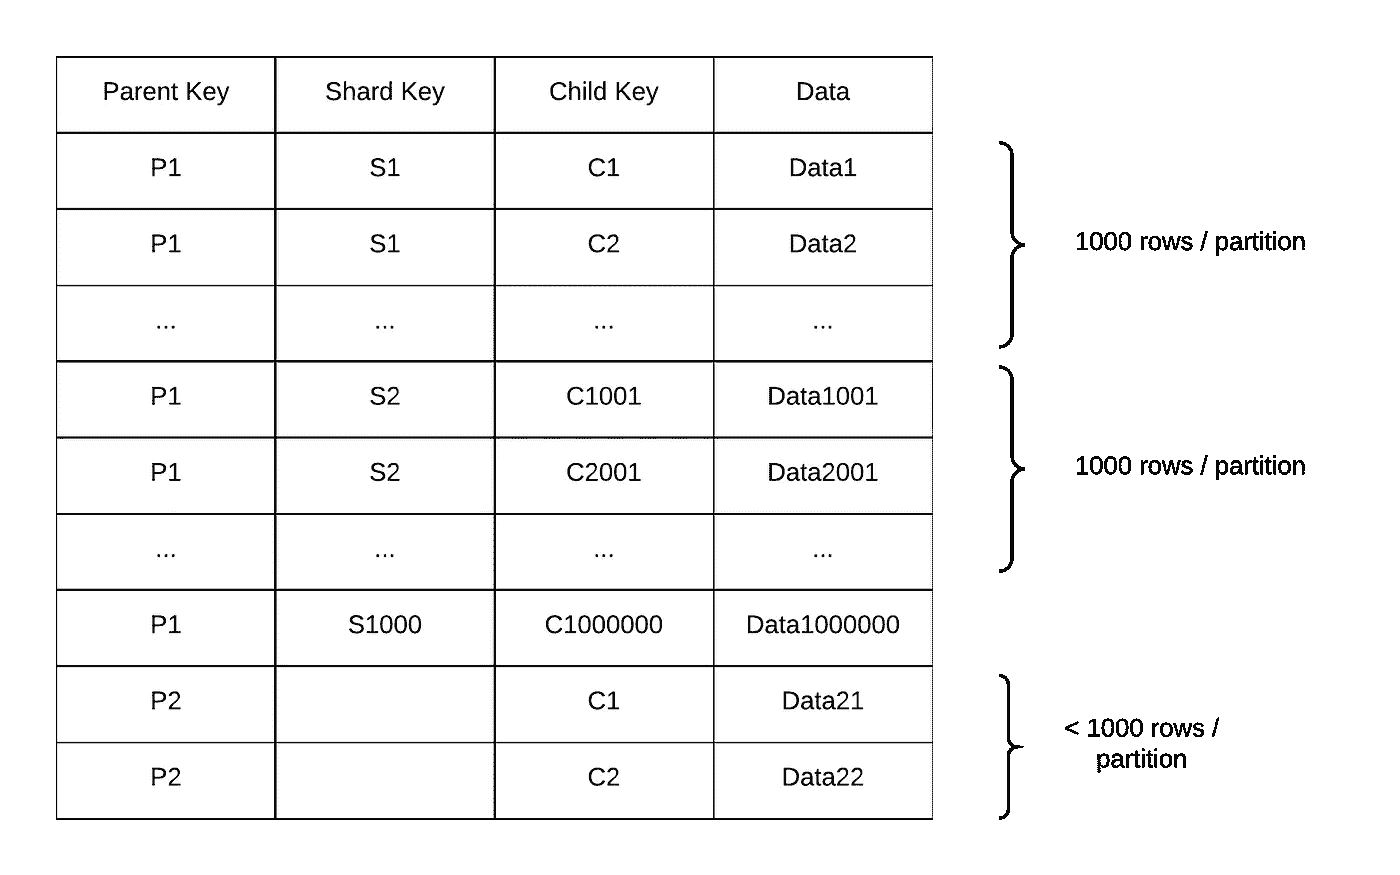 Parent Key Shard Key Child Key Data
P1 S1 C1 Data1
P1 S1 C2 Data2
1000 rows / partition
... ... ... ...
P1 S2 C1001 Data1001
P1 S2 C2001 Data2001
1000 rows / partition
... ... ... ...
P1 S1000 C1000000 Data1000000
P2 C1 Data21
P2 C2 Data22
< 1000 rows /
partition